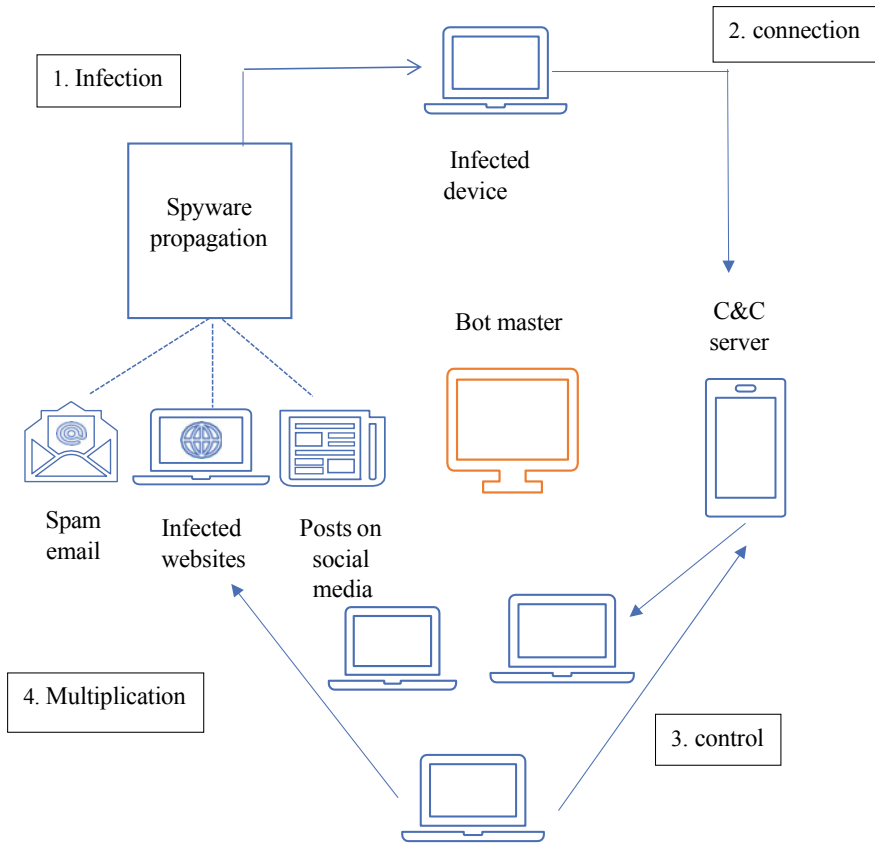 1. Infection
2. connection
Infected
device
Spyware
propagation
Bot master
C&C
server
@
Spam
email
Infected
websites
Posts on
social
media
4. Multiplication
3. control